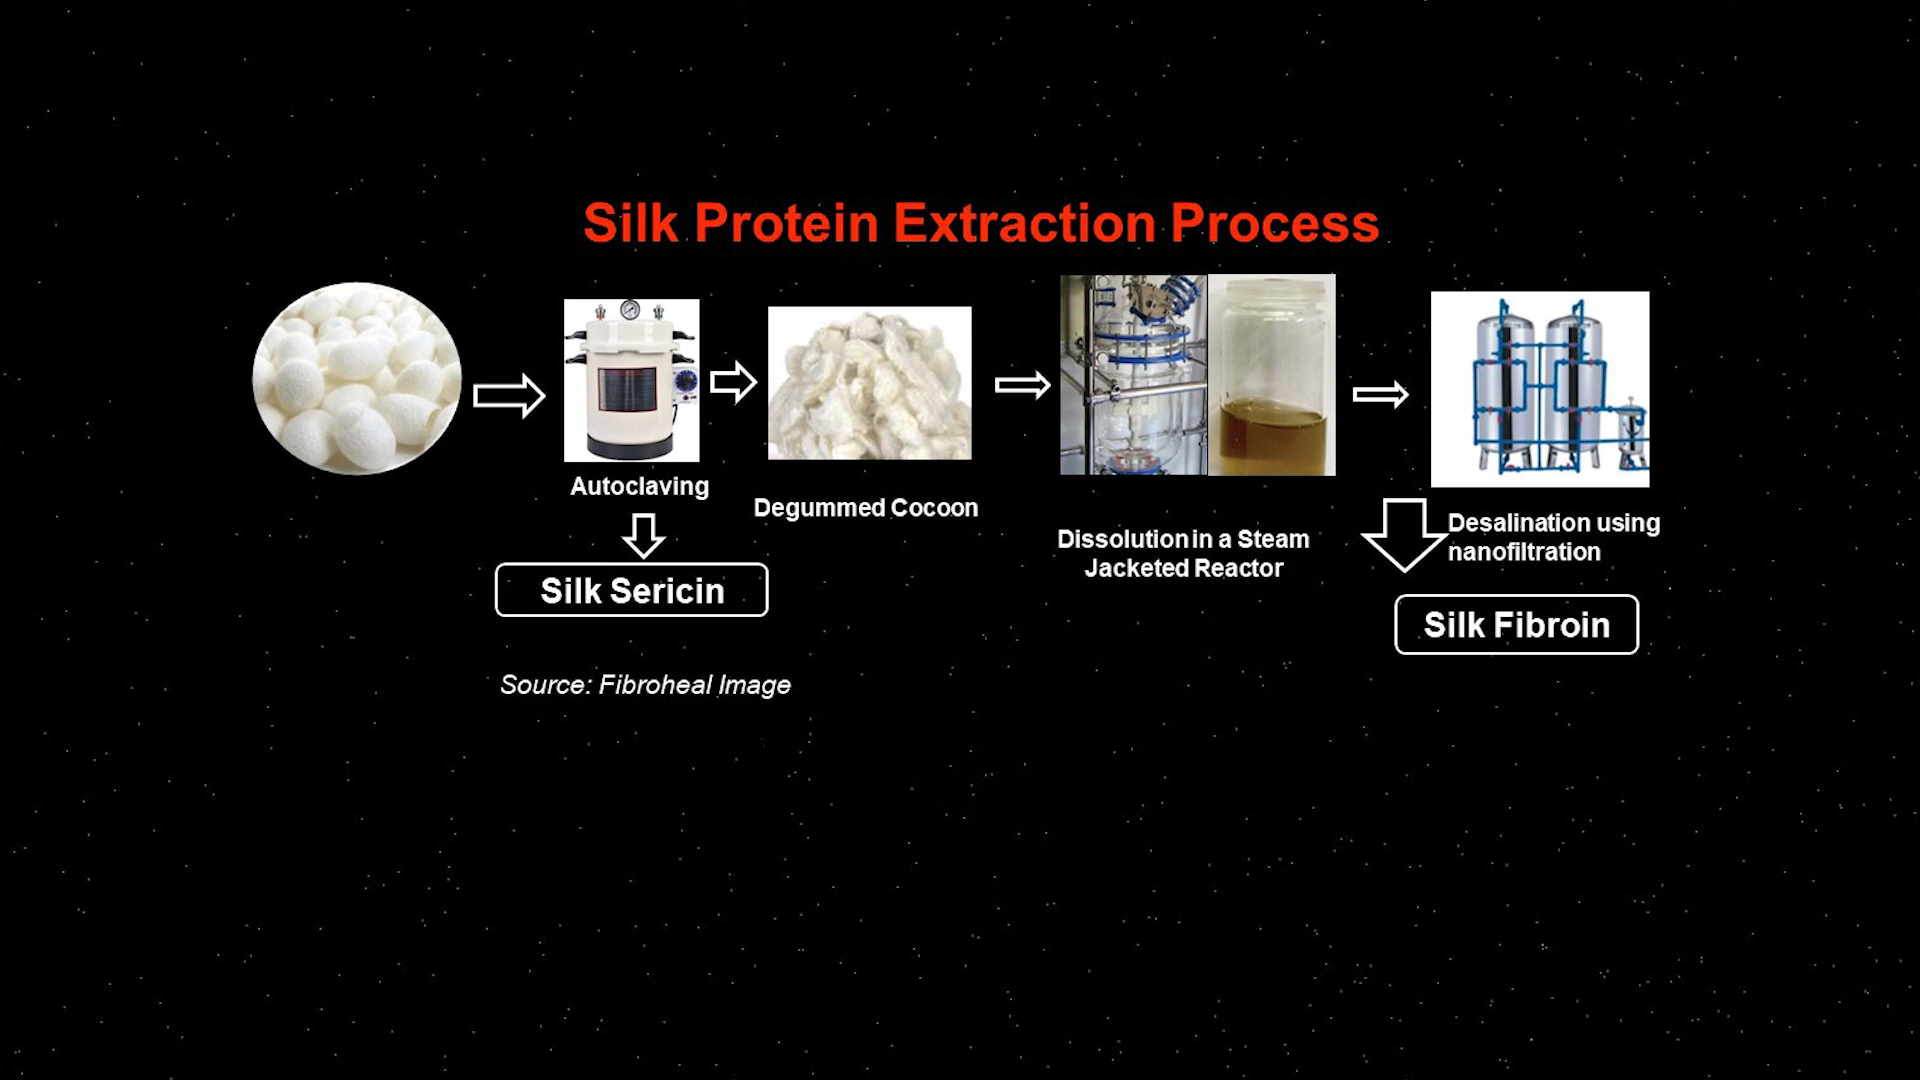 Silk Protein Extraction Process
Autoclaving
Degummed Cocoon
Dissolution in a Steam
Jacketed Reactor
Desalination using
nanofiltration
Silk Sericin
Silk Fibroin
Source: Fibroheal Image